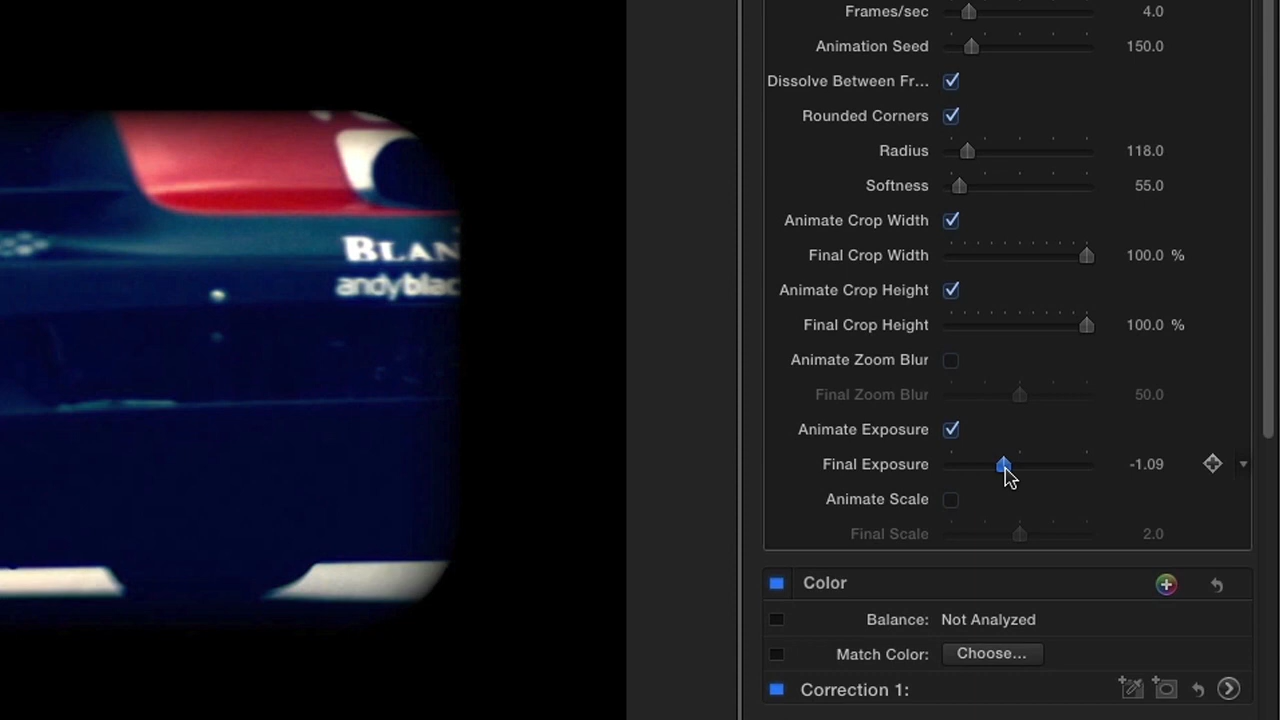 Frames/sec 4.0
Animation Seed 150.0
Dissolve Between Fr...
Rounded Corners
Radius 118.0
Softness 55.0
Animate Crop Width
Final Crop Width 100.0 %
Animate Crop Height
Final Crop Height 100.0 %
Animate Zoom Blur
Final Zoom Blur 50.0
Animate Exposure
Final Exposure -1.09
Animate Scale
Final Scale 2.0
Color
Balance: Not Analyzed
Match Color: Choose...
Correction 1:
BLAN
andyblac